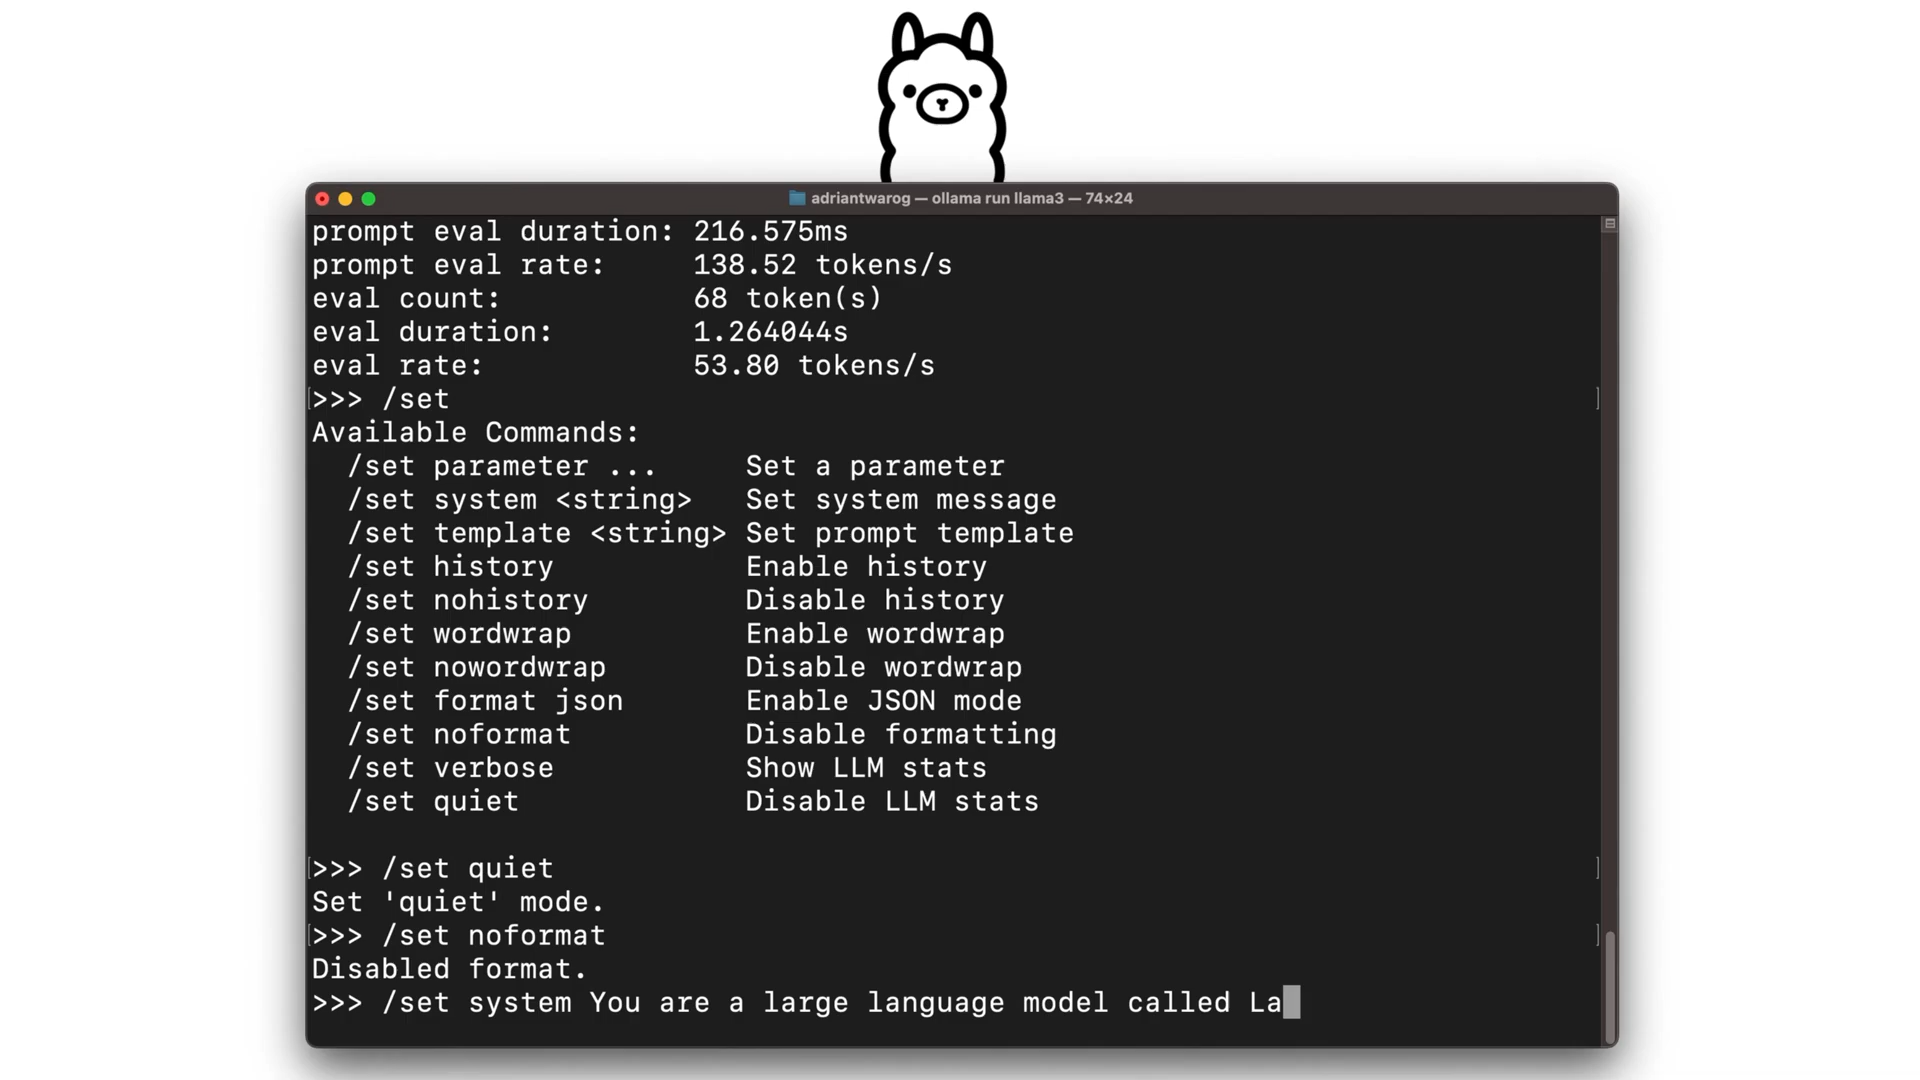 adriantwarog — ollama run llama3 — 74×24
prompt eval duration: 216.575ms
prompt eval rate:     138.52 tokens/s
eval count:           68 token(s)
eval duration:        1.264044s
eval rate:            53.80 tokens/s
>>> /set
Available Commands:
  /set parameter ...     Set a parameter
  /set system <string>   Set system message
  /set template <string> Set prompt template
  /set history           Enable history
  /set nohistory         Disable history
  /set wordwrap          Enable wordwrap
  /set nowordwrap        Disable wordwrap
  /set format json       Enable JSON mode
  /set noformat          Disable formatting
  /set verbose           Show LLM stats
  /set quiet             Disable LLM stats
>>> /set quiet
Set 'quiet' mode.
>>> /set noformat
Disabled format.
>>> /set system You are a large language model called La